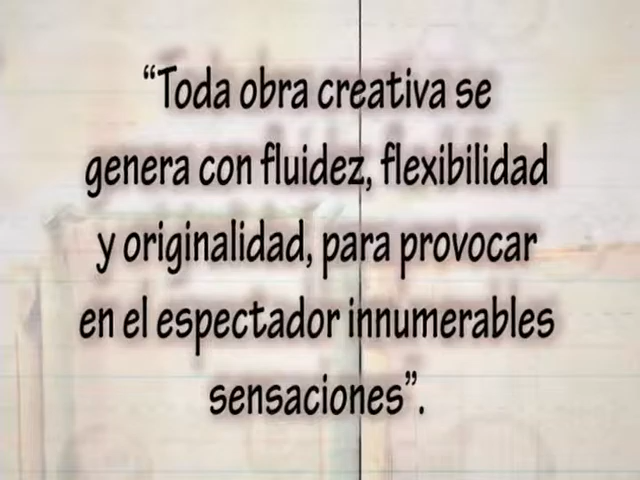 “Toda obra creativa se
genera con fluidez, flexibilidad
y originalidad, para provocar
en el espectador innumerables
sensaciones”.